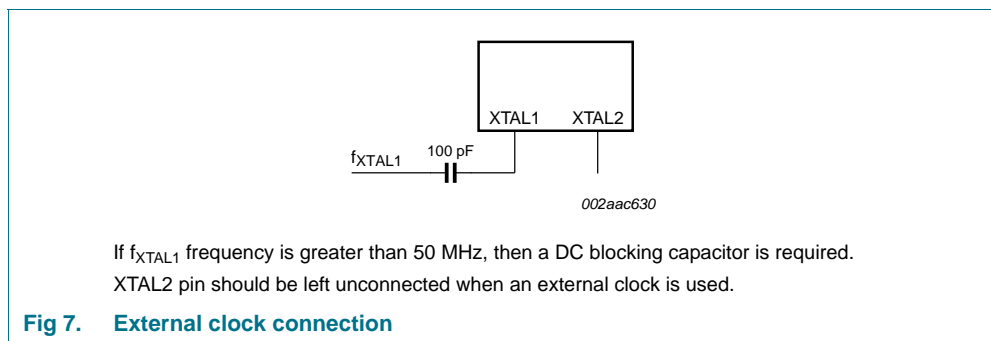 XTAL1 XTAL2
fXTAL1 100 pF
002aac630
If fXTAL1 frequency is greater than 50 MHz, then a DC blocking capacitor is required.
XTAL2 pin should be left unconnected when an external clock is used.
Fig 7. External clock connection